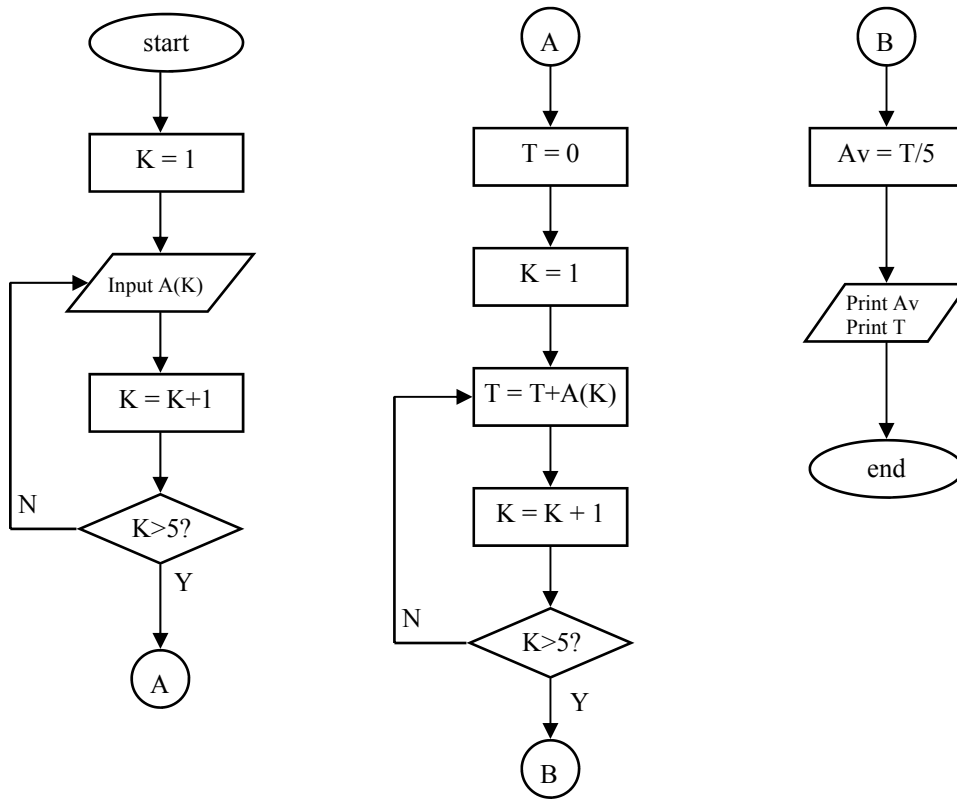 start
K = 1
Input A(K)
K = K+1
K>5?
N
Y
A
A
T = 0
K = 1
T = T+A(K)
K = K + 1
K>5?
N
Y
B
B
Av = T/5
Print Av
Print T
end